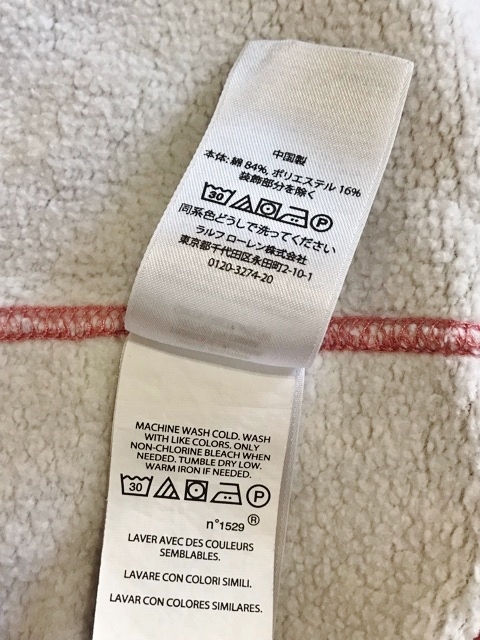 中国製
本体: 綿 84%, ポリエステル 16%
装飾部分を除く
30 P
同系色どうしで洗ってください
ラルフ ローレン株式会社
東京都千代田区永田町2-10-1
0120-3274-20
MACHINE WASH COLD. WASH
WITH LIKE COLORS. ONLY
NON-CHLORINE BLEACH WHEN
NEEDED. TUMBLE DRY LOW.
WARM IRON IF NEEDED.
30 P
n°1529 ®
LAVER AVEC DES COULEURS
SEMBLABLES.
LAVARE CON COLORI SIMILI.
LAVAR CON COLORES SIMILARES.